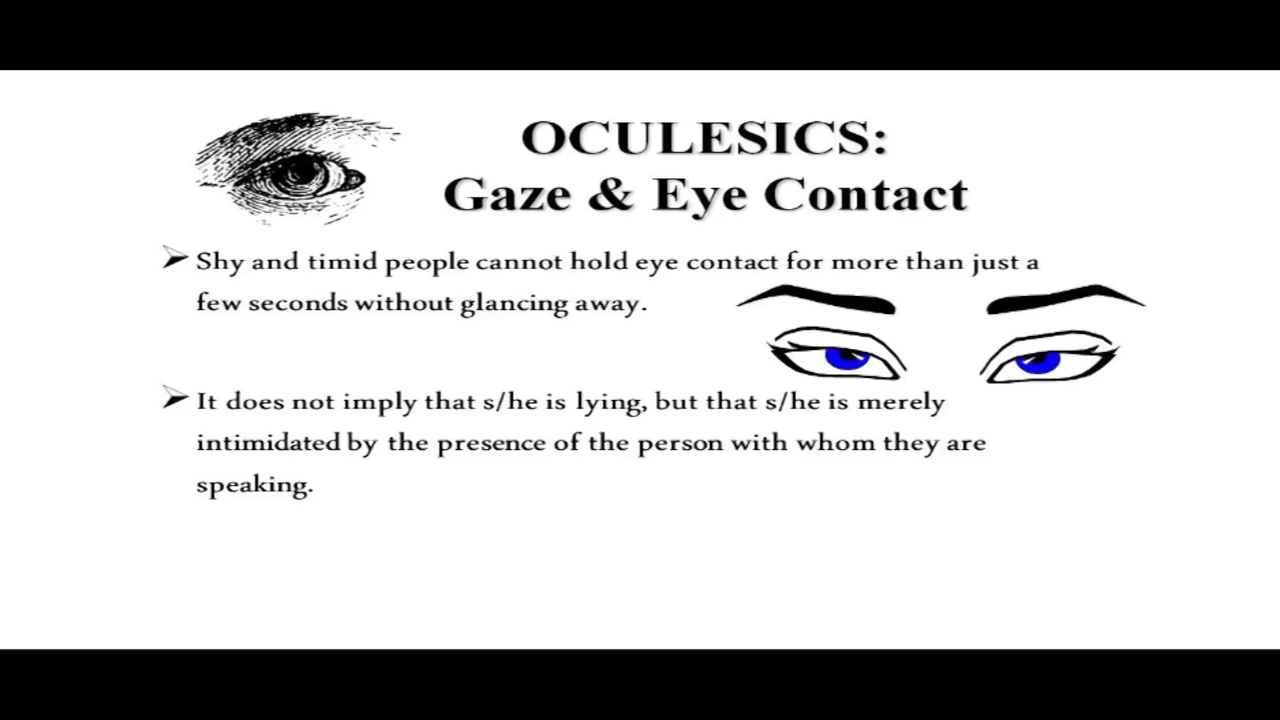 OCULESICS:
Gaze & Eye Contact
Shy and timid people cannot hold eye contact for more than just a
few seconds without glancing away.
It does not imply that s/he is lying, but that s/he is merely
intimidated by the presence of the person with whom they are
speaking.